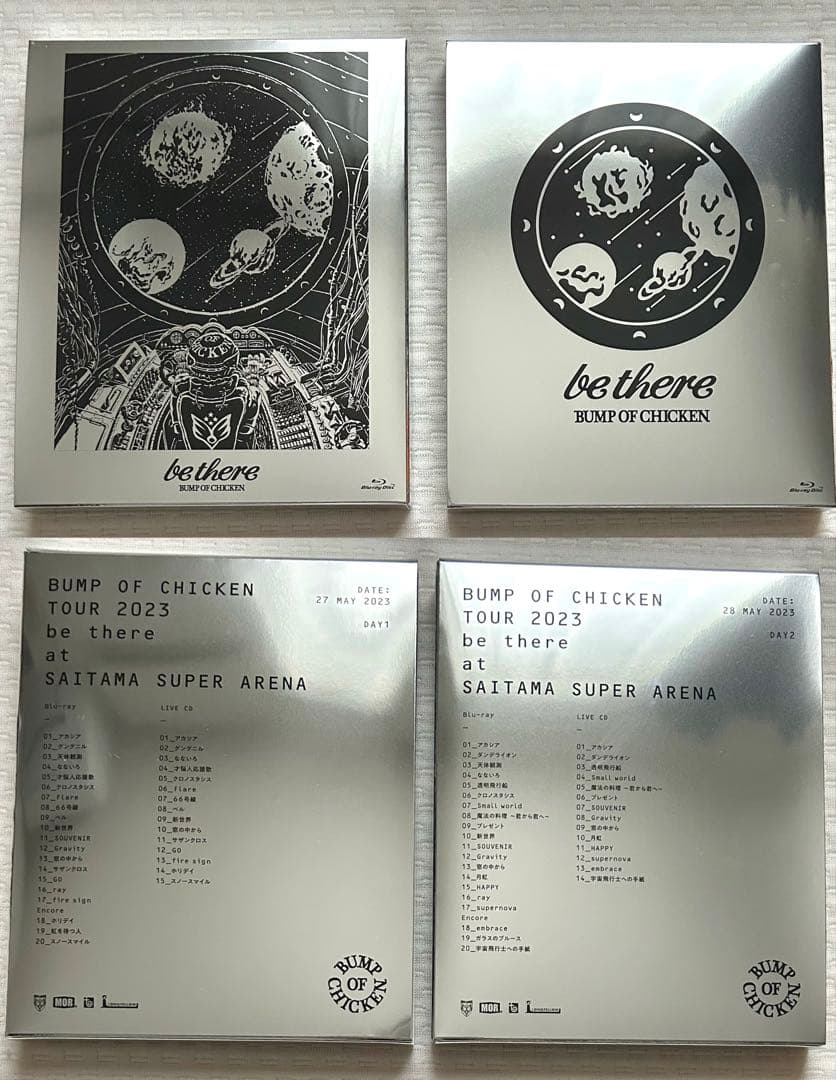 OF
CHICKEN
be there
BUMP OF CHICKEN
Blu-ray Disc
be there
BUMP OF CHICKEN
Blu-ray Disc
BUMP OF CHICKEN
TOUR 2023
be there
at
SAITAMA SUPER ARENA
DATE:
27 MAY 2023
DAY1
Blu-ray
01_アカシア
02_グングニル
03_天体観測
04_なないろ
05_才悩人応援歌
06_クロノスタシス
07_Flare
08_66号線
09_ベル
10_新世界
11_SOUVENIR
12_Gravity
13_窓の中から
14_サザンクロス
15_GO
16_ray
17_fire sign
Encore
18_ホリデイ
19_虹を待つ人
20_スノースマイル
LIVE CD
01_アカシア
02_グングニル
03_なないろ
04_才悩人応援歌
05_クロノスタシス
06_Flare
07_66号線
08_ベル
09_新世界
10_窓の中から
11_サザンクロス
12_GO
13_fire sign
14_ホリデイ
15_スノースマイル
MOR
LONGFELLOW
BUMP
OF
CHICKEN
BUMP OF CHICKEN
TOUR 2023
be there
at
SAITAMA SUPER ARENA
DATE:
28 MAY 2023
DAY2
Blu-ray
01_アカシア
02_ダンデライオン
03_天体観測
04_なないろ
05_透明飛行船
06_クロノスタシス
07_Small world
08_魔法の料理 ～君から君へ～
09_プレゼント
10_新世界
11_SOUVENIR
12_Gravity
13_窓の中から
14_月虹
15_HAPPY
16_ray
17_supernova
Encore
18_embrace
19_ガラスのブルース
20_宇宙飛行士への手紙
LIVE CD
01_アカシア
02_ダンデライオン
03_透明飛行船
04_Small world
05_魔法の料理 ～君から君へ～
06_プレゼント
07_SOUVENIR
08_Gravity
09_窓の中から
10_月虹
11_HAPPY
12_supernova
13_embrace
14_宇宙飛行士への手紙
MOR
LONGFELLOW
BUMP
OF
CHICKEN